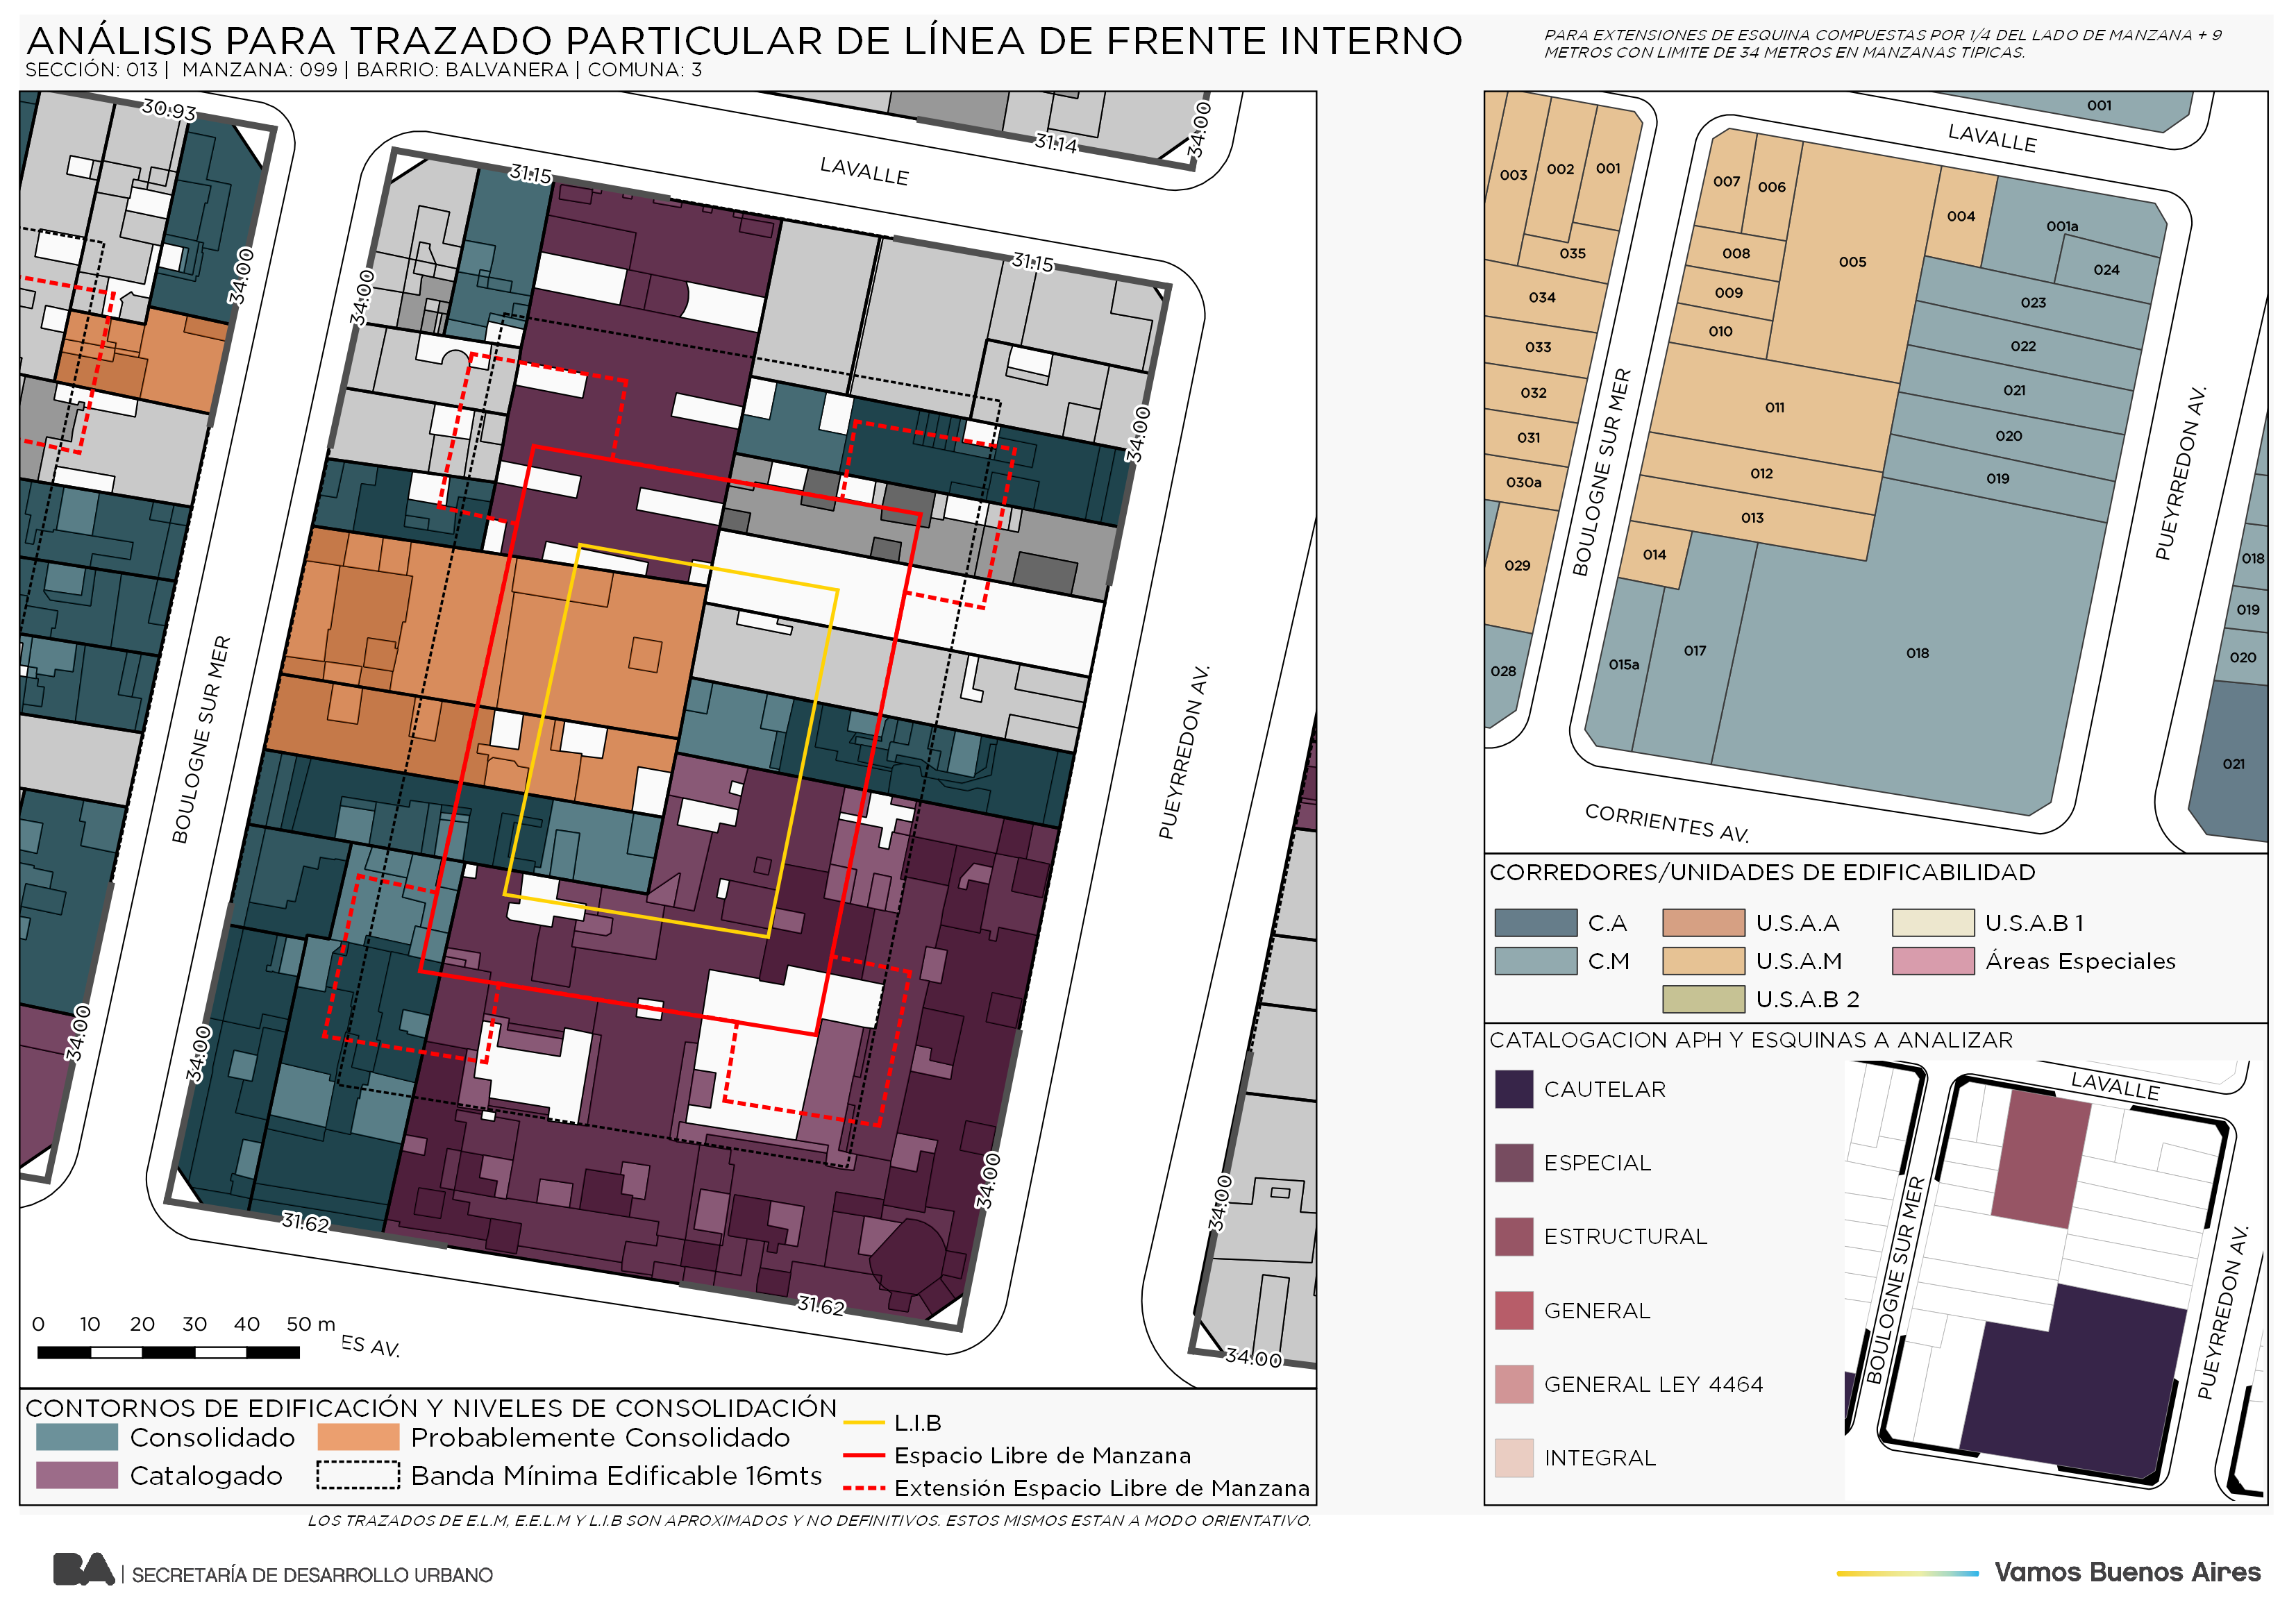 ANÁLISIS PARA TRAZADO PARTICULAR DE LÍNEA DE FRENTE INTERNO
SECCIÓN: 013 | MANZANA: 099 | BARRIO: BALVANERA | COMUNA: 3
PARA EXTENSIONES DE ESQUINA COMPUESTAS POR 1/4 DEL LADO DE MANZANA + 9
METROS CON LIMITE DE 34 METROS EN MANZANAS TIPICAS.
30.93
34.00
31.15
34.00
LAVALLE
31.14
34.00
31.15
34.00
BOULOGNE SUR MER
PUEYRREDON AV.
34.00
34.00
31.62
31.62
34.00
34.00
34.00
0 10 20 30 40 50 m
ES AV.
CONTORNOS DE EDIFICACIÓN Y NIVELES DE CONSOLIDACIÓN
Consolidado
Probablemente Consolidado
Catalogado
Banda Mínima Edificable 16mts
L.I.B
Espacio Libre de Manzana
Extensión Espacio Libre de Manzana
LOS TRAZADOS DE E.L.M, E.E.L.M Y L.I.B SON APROXIMADOS Y NO DEFINITIVOS. ESTOS MISMOS ESTAN A MODO ORIENTATIVO.
001
LAVALLE
003
002
001
007
006
005
004
001a
024
035
008
034
009
010
023
022
033
032
031
030a
029
028
011
021
020
019
012
013
014
015a
017
018
018
019
020
021
BOULOGNE SUR MER
PUEYRREDON AV.
CORRIENTES AV.
CORREDORES/UNIDADES DE EDIFICABILIDAD
C.A
U.S.A.A
U.S.A.B 1
C.M
U.S.A.M
Áreas Especiales
U.S.A.B 2
CATALOGACION APH Y ESQUINAS A ANALIZAR
CAUTELAR
ESPECIAL
ESTRUCTURAL
GENERAL
GENERAL LEY 4464
INTEGRAL
LAVALLE
BOULOGNE SUR MER
PUEYRREDON AV.
BA | SECRETARÍA DE DESARROLLO URBANO
Vamos Buenos Aires